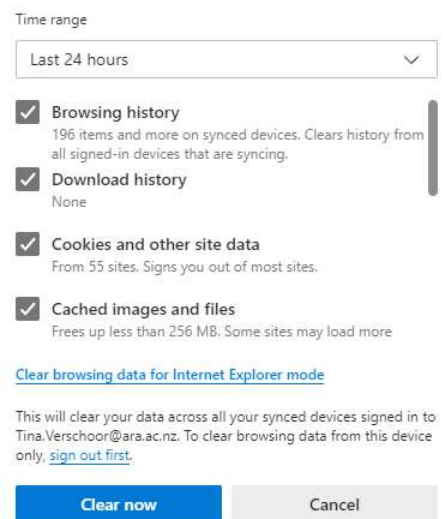 Time range
Last 24 hours
Browsing history
196 items and more on synced devices. Clears history from
all signed-in devices that are syncing.
Download history
None
Cookies and other site data
From 55 sites. Signs you out of most sites.
Cached images and files
Frees up less than 256 MB. Some sites may load more
Clear browsing data for Internet Explorer mode
This will clear your data across all your synced devices signed in to
Tina.Verschoor@ara.ac.nz. To clear browsing data from this device
only, sign out first.
Clear now
Cancel